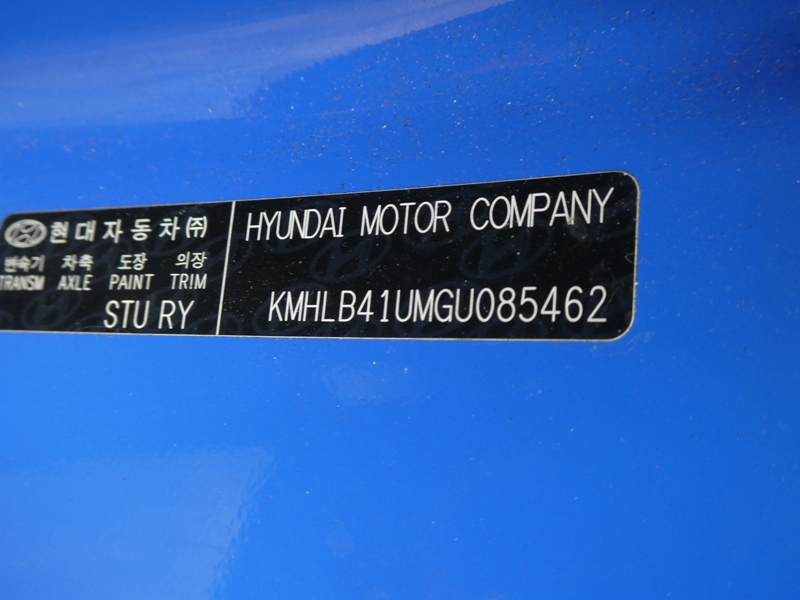 현대자동차㈜
변속기 차축 도장 의장
TRANSM AXLE PAINT TRIM
STU RY
HYUNDAI MOTOR COMPANY
KMHLB41UMGU085462